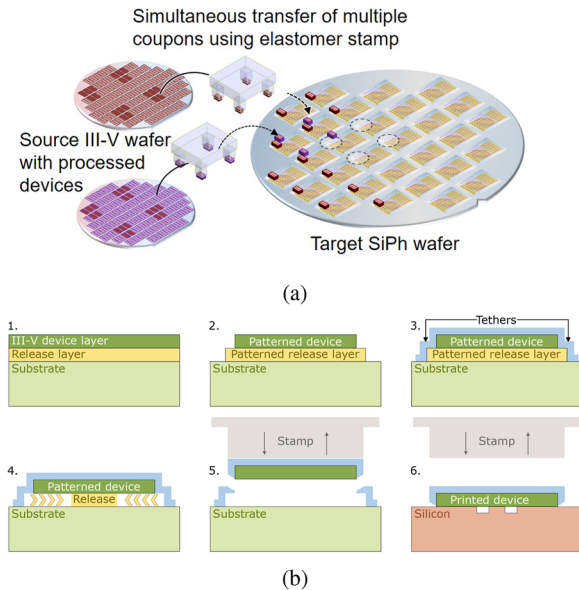 Simultaneous transfer of multiple
coupons using elastomer stamp
Source III-V wafer
with processed
devices
Target SiPh wafer
(a)
1.
III-V device layer
Release layer
Substrate
2.
Patterned device
Patterned release layer
Substrate
3.
Tethers
Patterned device
Patterned release layer
Substrate
4.
Patterned device
Release
Substrate
5.
Stamp
Substrate
6.
Stamp
Printed device
Silicon
(b)